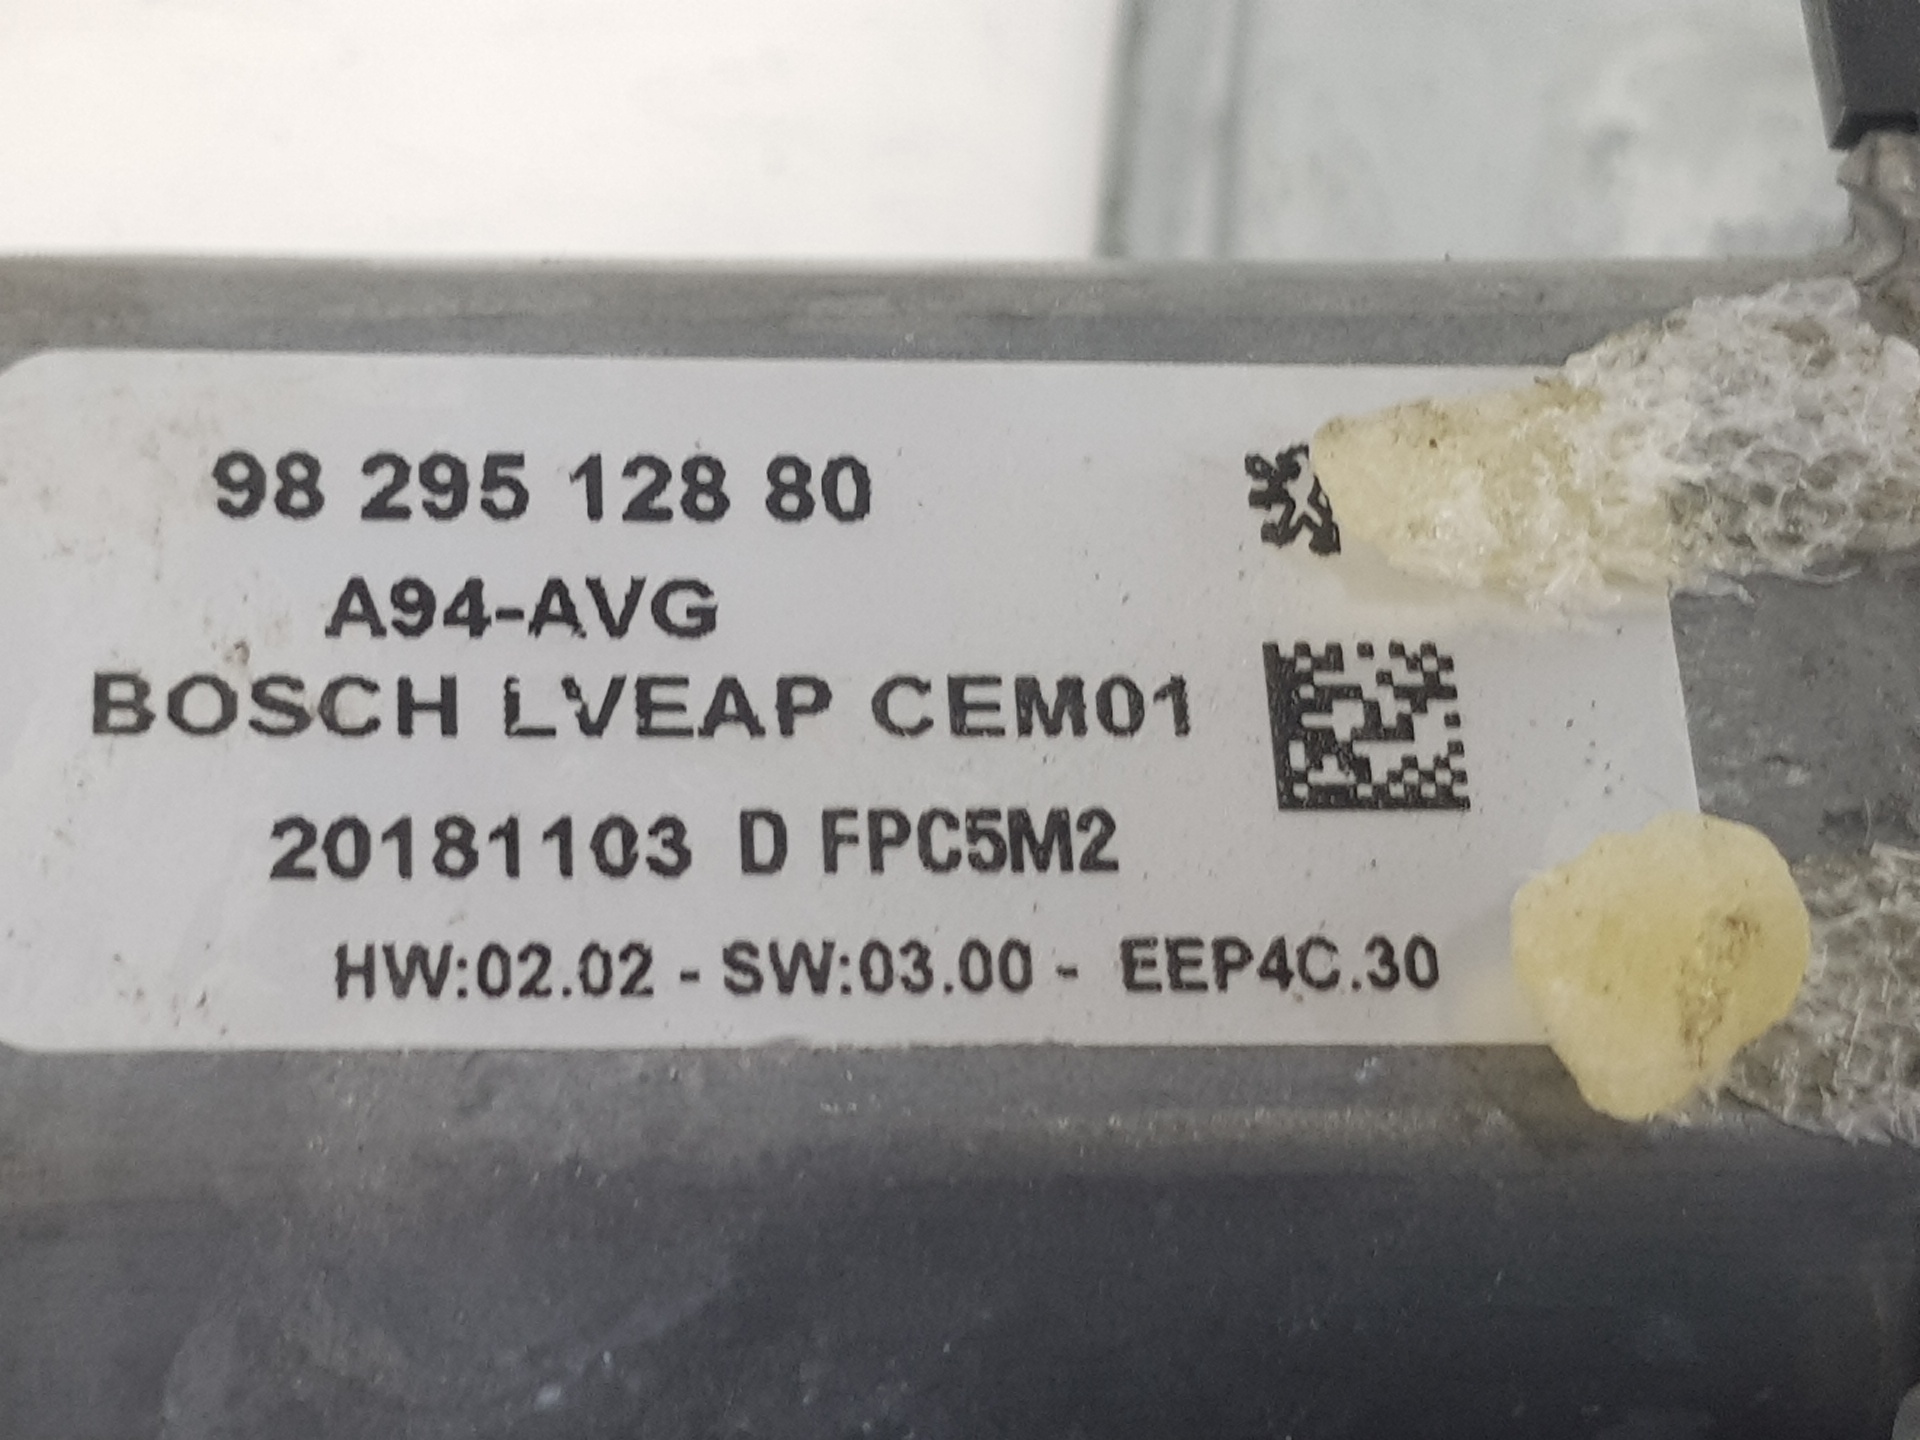 98 295 128 80
A94-AVG
BOSCH LVEAP CEM01
20181103 D FPC5M2
HW:02.02 - SW:03.00 - EEP4C.30